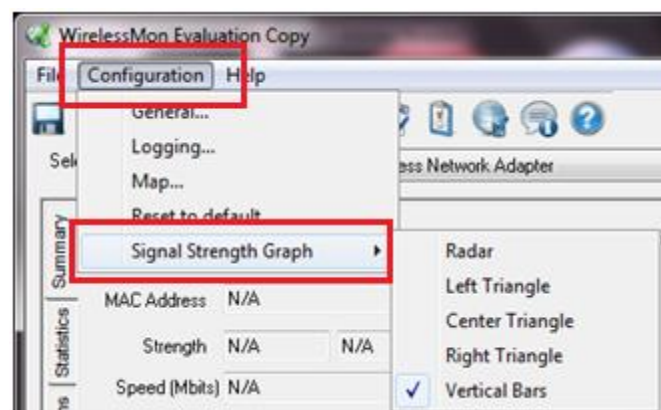 WirelessMon Evaluation Copy
File Configuration Help
General...
Logging...
Map...
Reset to default
Signal Strength Graph
Radar
Left Triangle
Center Triangle
Right Triangle
Vertical Bars
Network Adapter
Summary
Statistics
MAC Address N/A
Strength N/A N/A
Speed (Mbits) N/A